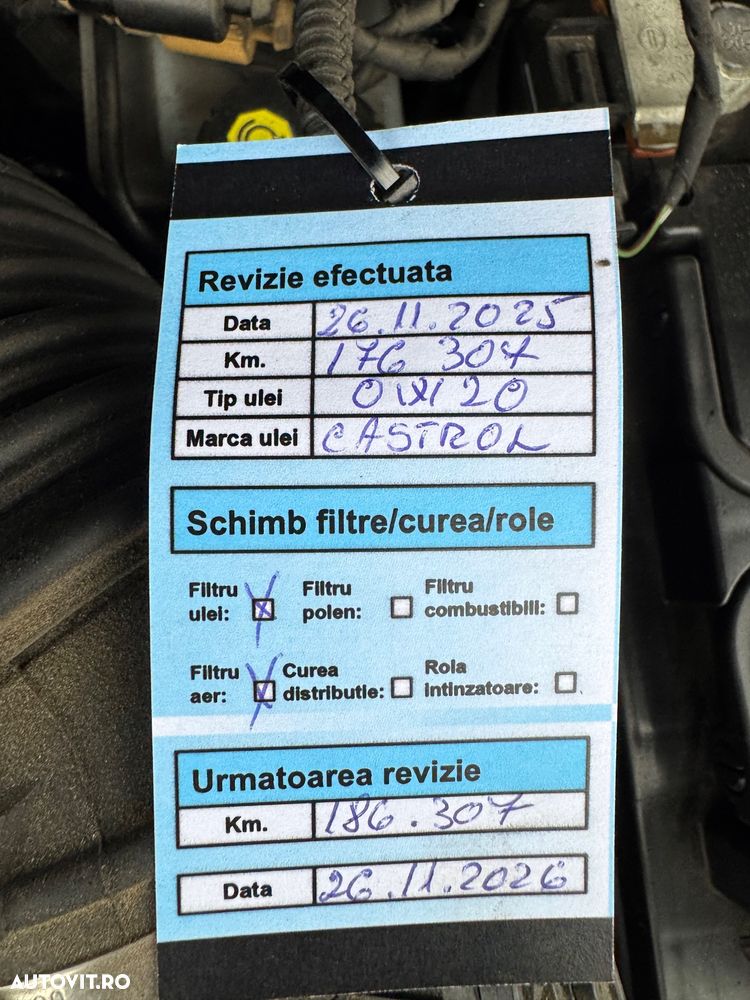 Revizie efectuata
Data 26.11.2025
Km. 176 307
Tip ulei 0W20
Marca ulei CASTROL
Schimb filtre/curea/role
Filtru ulei: Filtru polen: Filtru combustibili:
Filtru aer: Curea distributie: Rola intinzatoare:
Urmatoarea revizie
Km. 186.307
Data 26.11.2026
AUTOVIT.RO